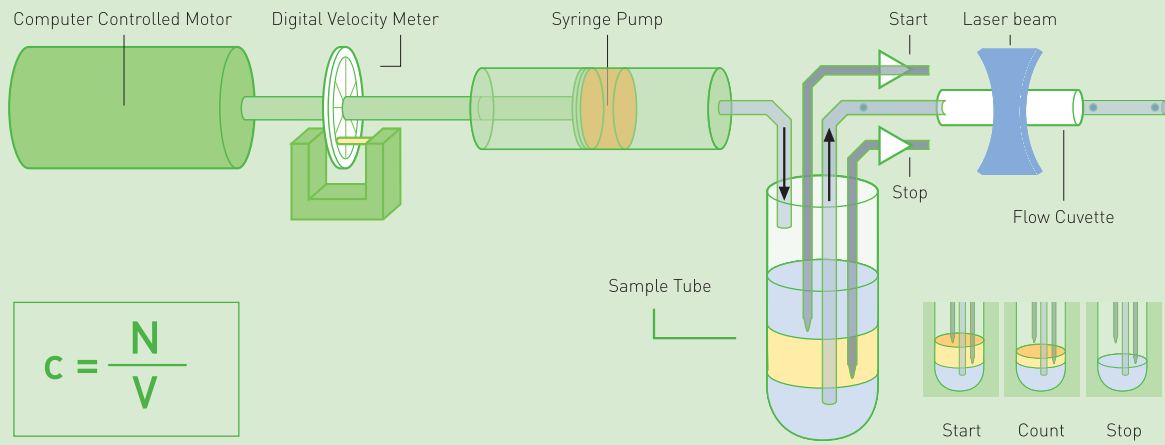 Computer Controlled Motor
Digital Velocity Meter
Syringe Pump
Start
Laser beam
Stop
Flow Cuvette
Sample Tube
c = N
V
Start
Count
Stop